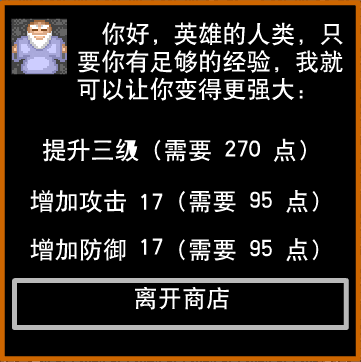 你好，英雄的人类，只
要你有足够的经验，我就
可以让你变得更强大：
提升三级（需要 270 点）
增加攻击 17（需要 95 点）
增加防御 17（需要 95 点）
离开商店